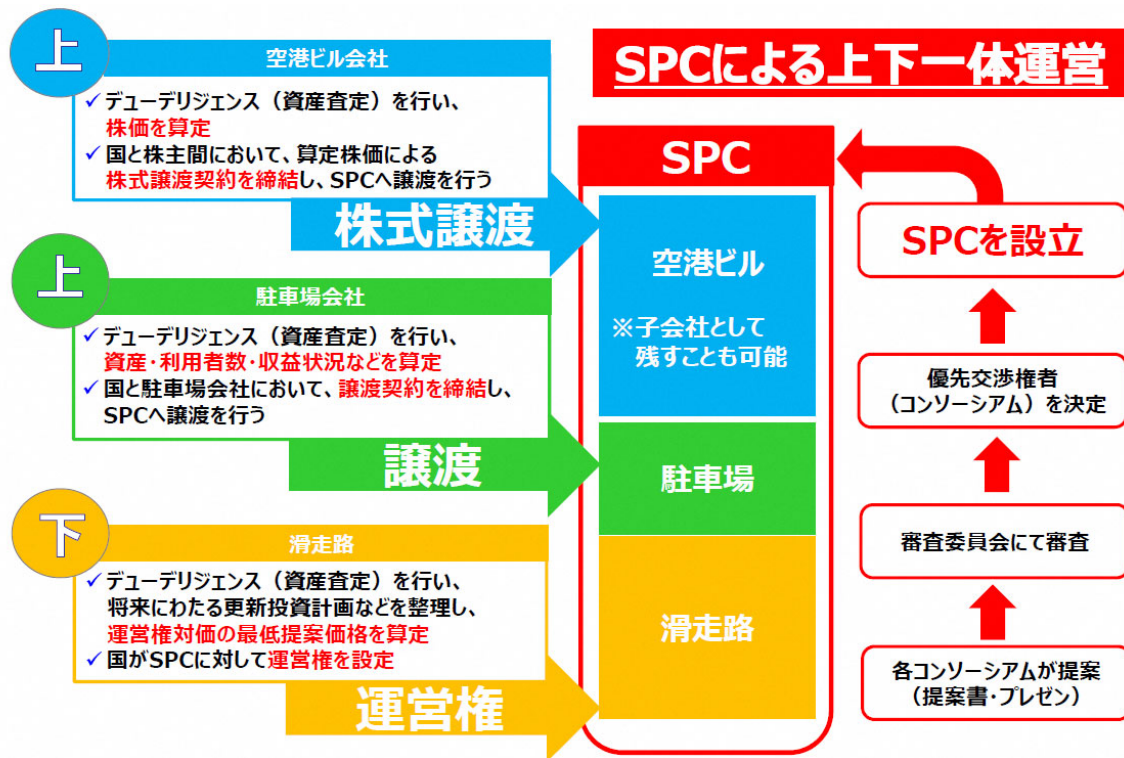 上
空港ビル会社
✓デューデリジェンス（資産査定）を行い、
株価を算定
✓国と株主間において、算定株価による
株式譲渡契約を締結し、SPCへ譲渡を行う
株式譲渡
上
駐車場会社
✓デューデリジェンス（資産査定）を行い、
資産・利用者数・収益状況などを算定
✓国と駐車場会社において、譲渡契約を締結し、
SPCへ譲渡を行う
譲渡
下
滑走路
✓デューデリジェンス（資産査定）を行い、
将来にわたる更新投資計画などを整理し、
運営権対価の最低提案価格を算定
✓国がSPCに対して運営権を設定
運営権
SPCによる上下一体運営
SPC
空港ビル
※子会社として
残すことも可能
駐車場
滑走路
SPCを設立
優先交渉権者
（コンソーシアム）を決定
審査委員会にて審査
各コンソーシアムが提案
（提案書・プレゼン）